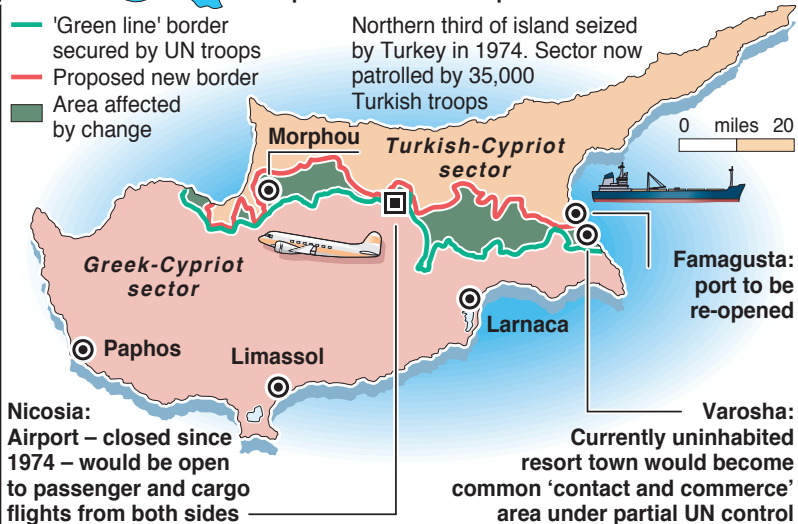 'Green line' border
secured by UN troops
Proposed new border
Area affected
by change
Northern third of island seized
by Turkey in 1974. Sector now
patrolled by 35,000
Turkish troops
0 miles 20
Morphou
Turkish-Cypriot
sector
Greek-Cypriot
sector
Famagusta:
port to be
re-opened
Larnaca
Paphos
Limassol
Nicosia:
Airport – closed since
1974 – would be open
to passenger and cargo
flights from both sides
Varosha:
Currently uninhabited
resort town would become
common ‘contact and commerce’
area under partial UN control